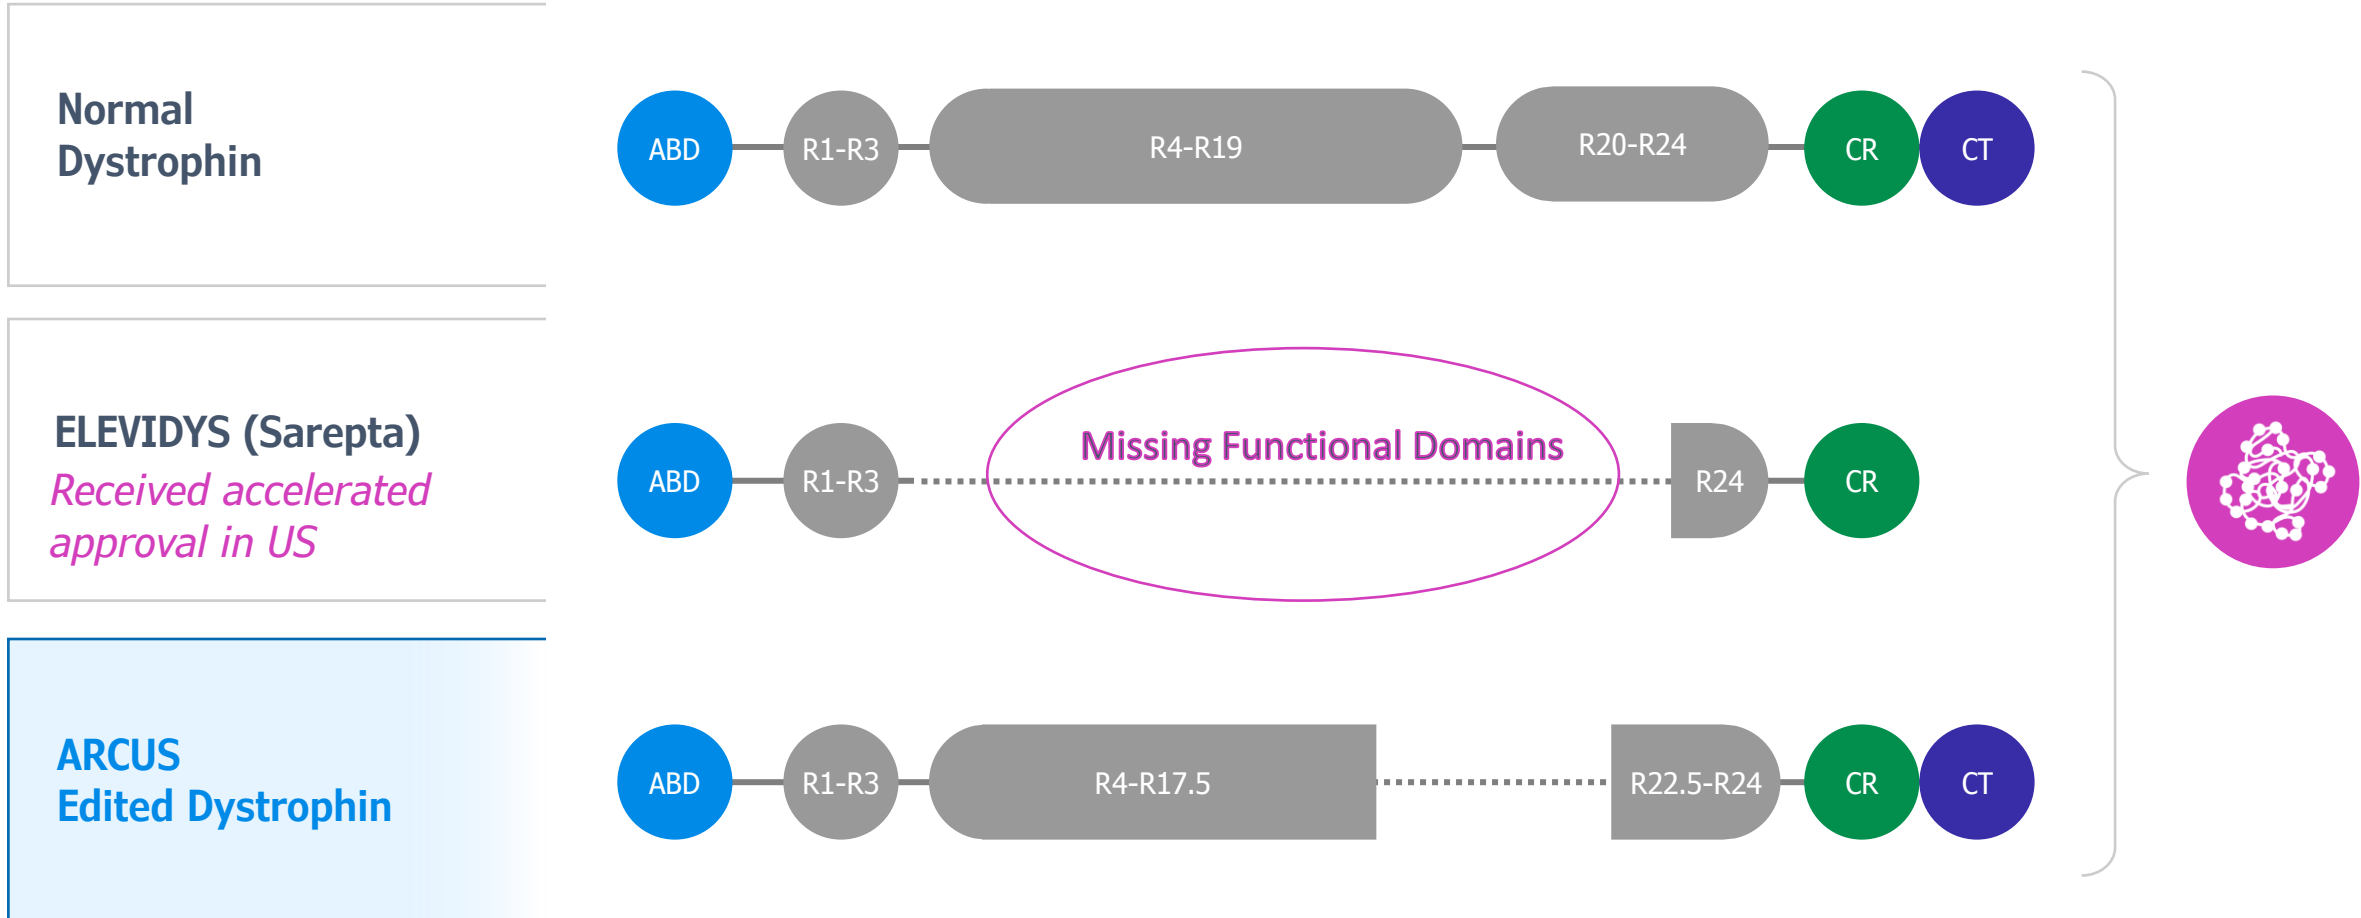 Normal
Dystrophin
ABD
R1-R3
R4-R19
R20-R24
CR
CT
ELEVIDYS (Sarepta)
Received accelerated
approval in US
ABD
R1-R3
Missing Functional Domains
R24
CR
ARCUS
Edited Dystrophin
ABD
R1-R3
R4-R17.5
R22.5-R24
CR
CT